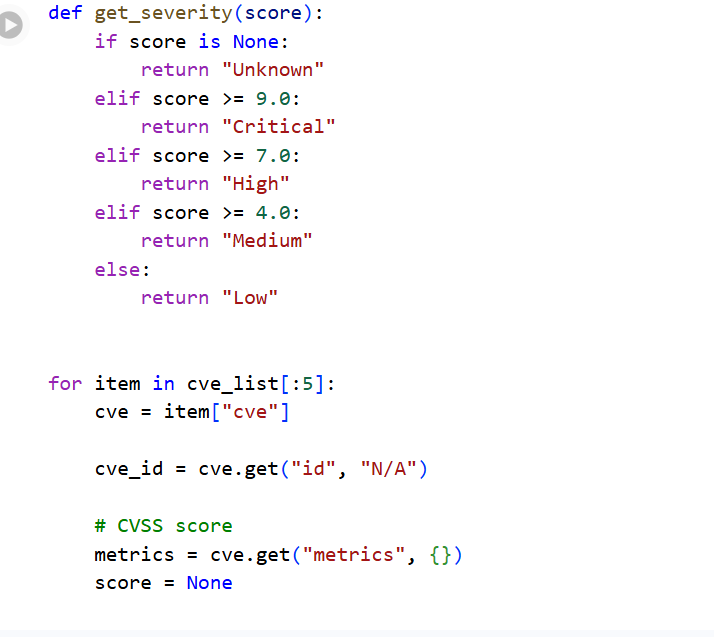 def get_severity(score):
    if score is None:
        return "Unknown"
    elif score >= 9.0:
        return "Critical"
    elif score >= 7.0:
        return "High"
    elif score >= 4.0:
        return "Medium"
    else:
        return "Low"
for item in cve_list[:5]:
    cve = item["cve"]
    cve_id = cve.get("id", "N/A")
    # CVSS score
    metrics = cve.get("metrics", {})
    score = None